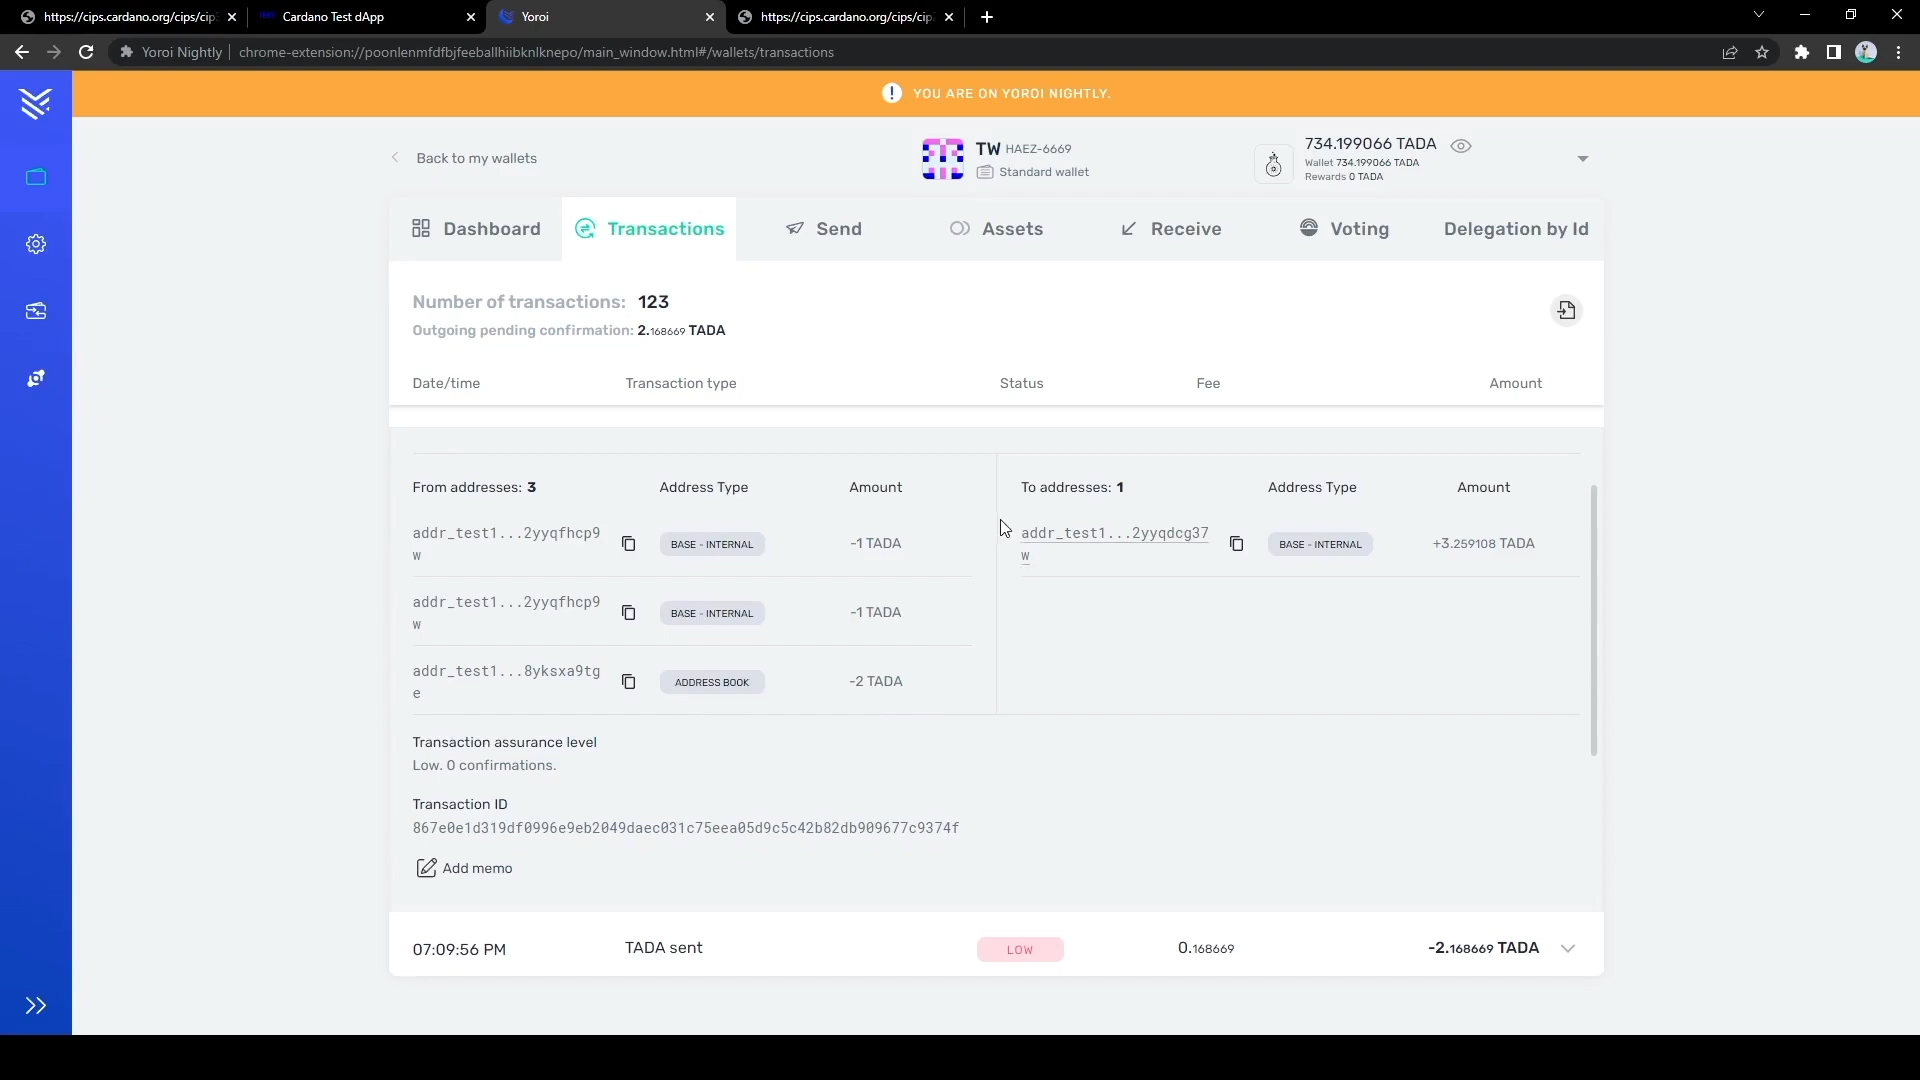 https://cips.cardano.org/cips/cip3
Cardano Test dApp
Yoroi
https://cips.cardano.org/cips/cip
Yoroi Nightly
chrome-extension://poonlenmfdfbjfeeballhiibknlknepo/main_window.html#/wallets/transactions
YOU ARE ON YOROI NIGHTLY.
Back to my wallets
TW HAEZ-6669
Standard wallet
734.199066 TADA
Wallet 734.199066 TADA
Rewards 0 TADA
Dashboard
Transactions
Send
Assets
Receive
Voting
Delegation by Id
Number of transactions: 123
Outgoing pending confirmation: 2.168669 TADA
Date/time
Transaction type
Status
Fee
Amount
From addresses: 3
Address Type
Amount
To addresses: 1
Address Type
Amount
addr_test1...2yyqfhcp9
w
BASE - INTERNAL
-1 TADA
addr_test1...2yyqdcg37
w
BASE - INTERNAL
+3.259108 TADA
addr_test1...2yyqfhcp9
w
BASE - INTERNAL
-1 TADA
addr_test1...8yksxa9tg
e
ADDRESS BOOK
-2 TADA
Transaction assurance level
Low. 0 confirmations.
Transaction ID
867e0e1d319df0996e9eb2049daec031c75eea05d9c5c42b82db909677c9374f
Add memo
07:09:56 PM
TADA sent
LOW
0.168669
-2.168669 TADA